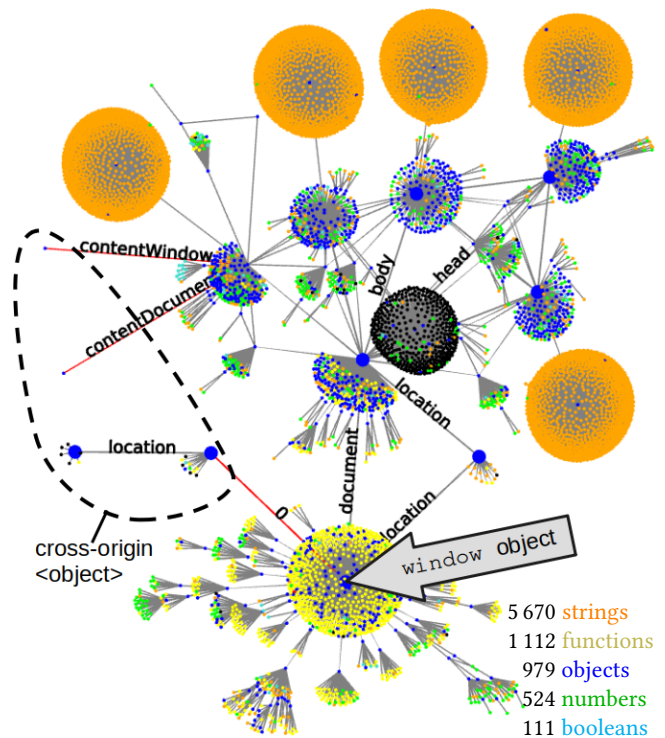 contentWindow
contentDocument
body
head
location
location
document
location
0
cross-origin
<object>
window object
5 670 strings
1 112 functions
979 objects
524 numbers
111 booleans